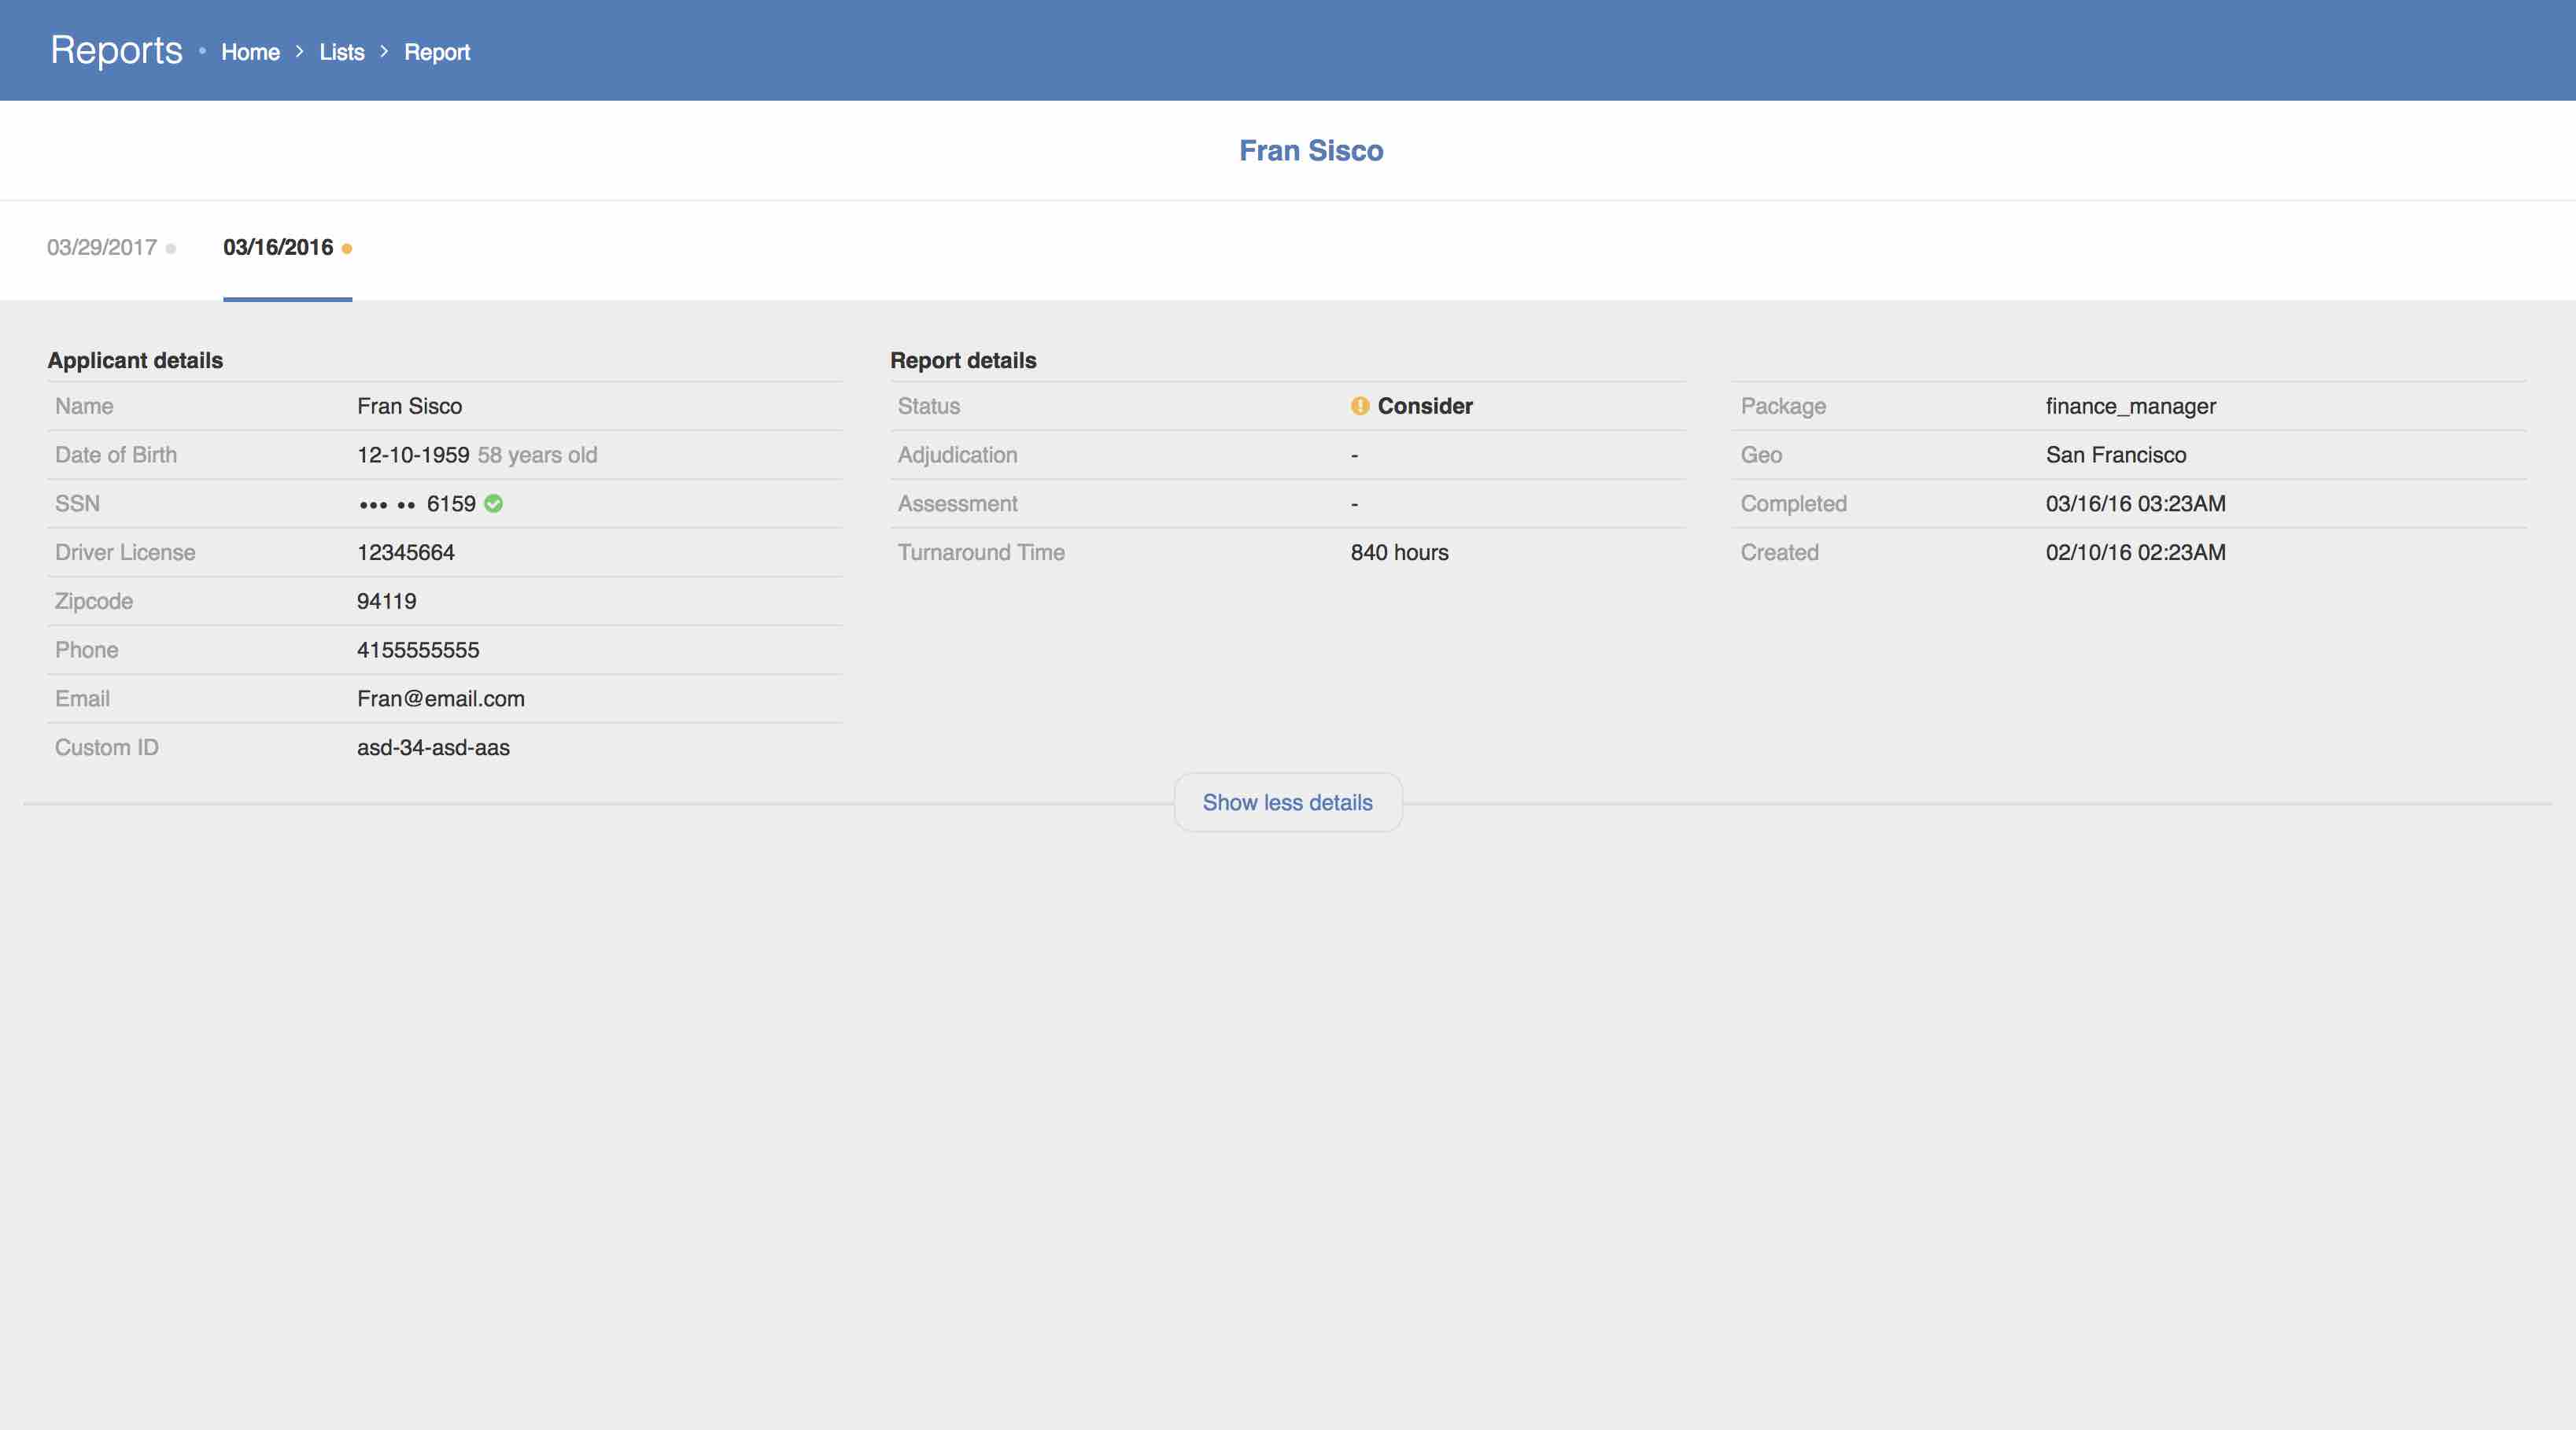 Reports • Home > Lists > Report
Fran Sisco
03/29/2017 03/16/2016
Applicant details
Name Fran Sisco
Date of Birth 12-10-1959 58 years old
SSN ••• •• 6159
Driver License 12345664
Zipcode 94119
Phone 4155555555
Email Fran@email.com
Custom ID asd-34-asd-aas
Report details
Status Consider
Adjudication -
Assessment -
Turnaround Time 840 hours
Package finance_manager
Geo San Francisco
Completed 03/16/16 03:23AM
Created 02/10/16 02:23AM
Show less details